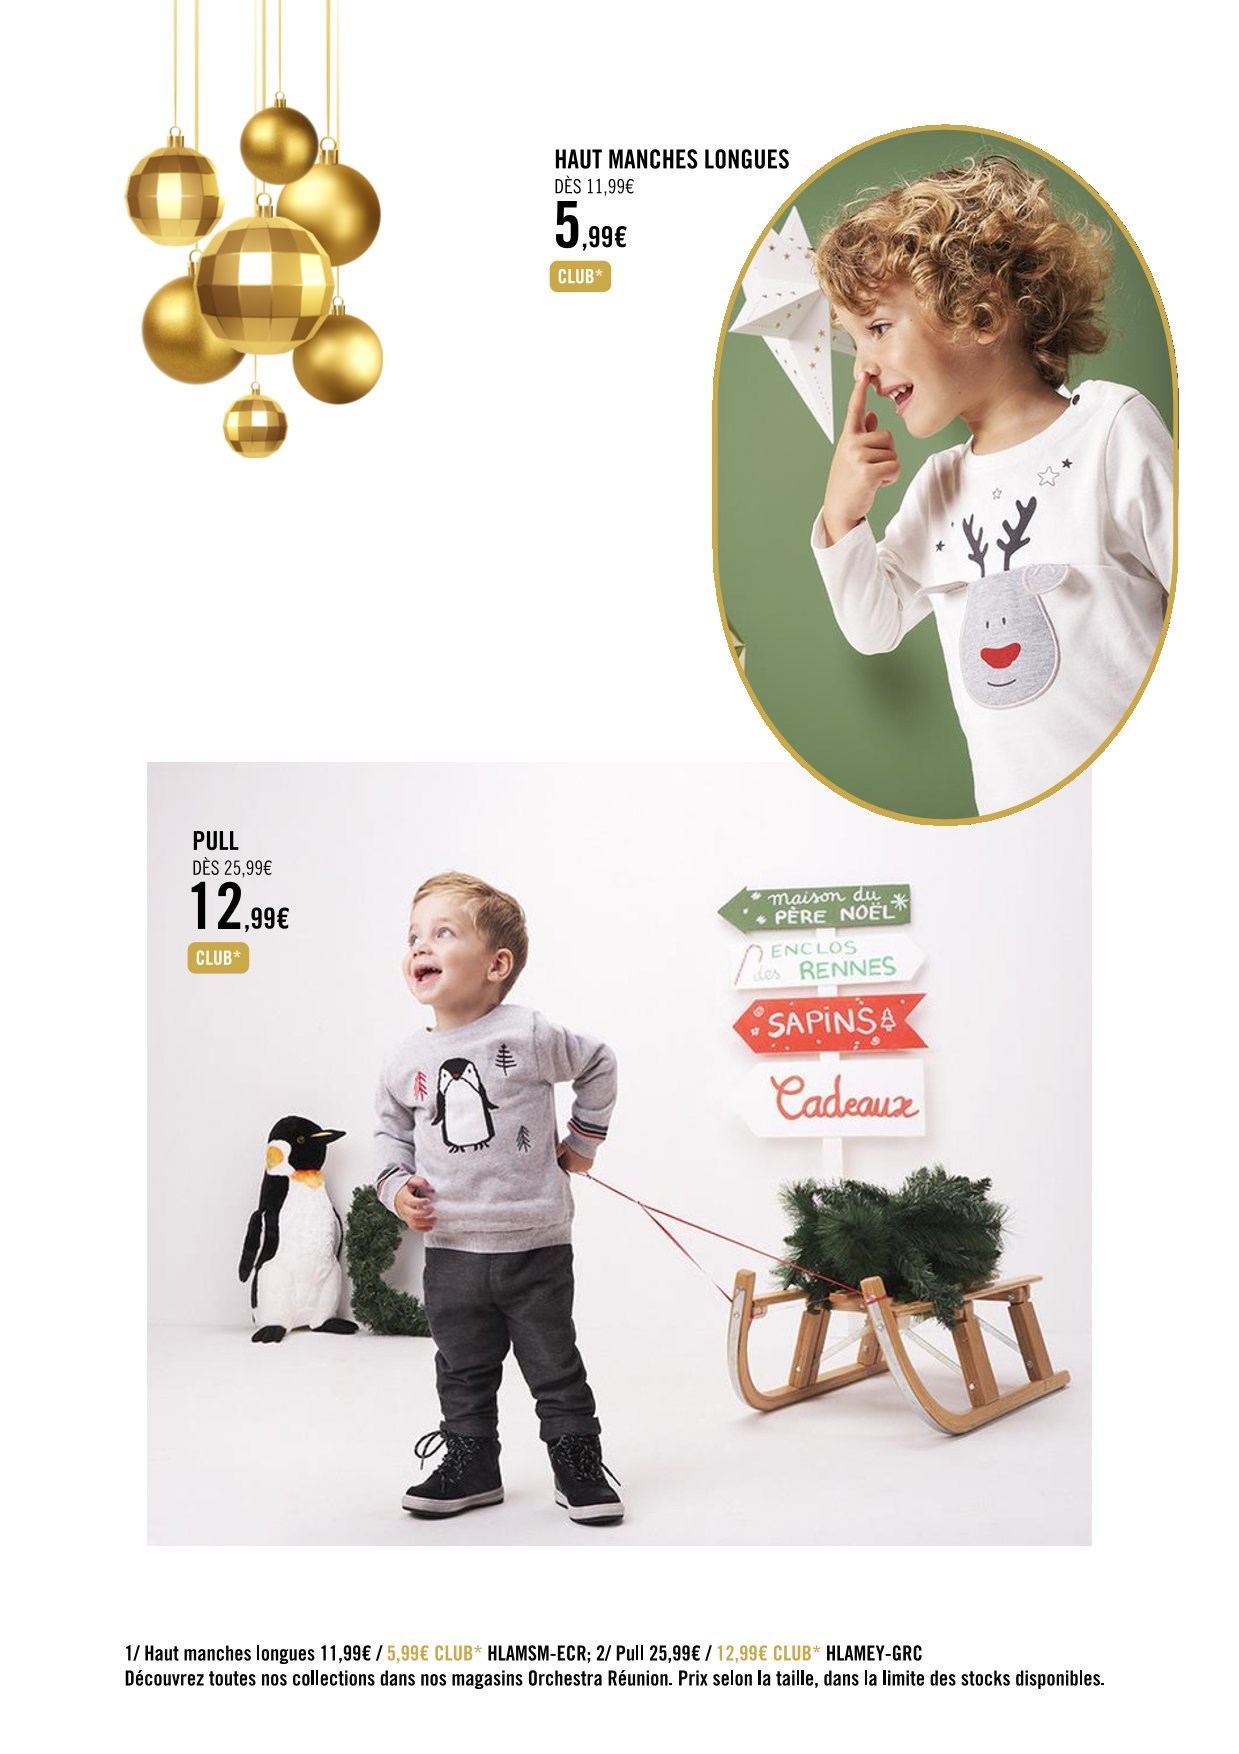 HAUT MANCHES LONGUES
DÈS 11,99€
5,99€
CLUB*
PULL
DÈS 25,99€
12,99€
CLUB*
maison du
PÈRE NOËL
ENCLOS
des RENNES
SAPINS
Cadeaux
1/ Haut manches longues 11,99€ / 5,99€ CLUB* HLAMSM-ECR; 2/ Pull 25,99€ / 12,99€ CLUB* HLAMEY-GRC
Découvrez toutes nos collections dans nos magasins Orchestra Réunion. Prix selon la taille, dans la limite des stocks disponibles.